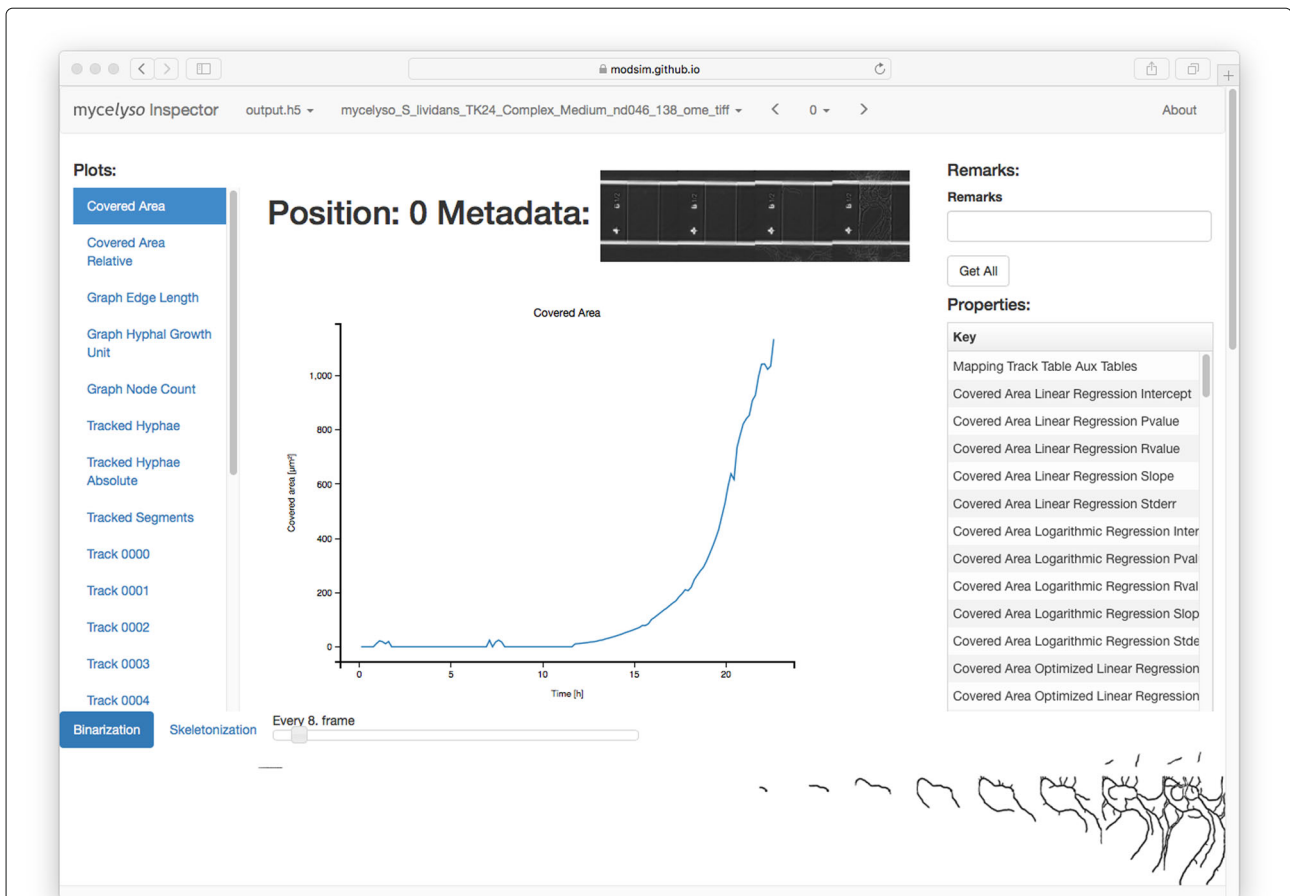 modsim.github.io
mycelyso Inspector output.h5 mycelyso_S_lividans_TK24_Complex_Medium_nd046_138_ome_tiff 0 About
Plots:
Covered Area
Covered Area
Relative
Graph Edge Length
Graph Hyphal Growth
Unit
Graph Node Count
Tracked Hyphae
Tracked Hyphae
Absolute
Tracked Segments
Track 0000
Track 0001
Track 0002
Track 0003
Track 0004
Position: 0 Metadata:
Covered Area
Covered area [µm²]
1,000
800
600
400
200
0
0 5 10 15 20
Time [h]
Remarks:
Remarks
Get All
Properties:
Key
Mapping Track Table Aux Tables
Covered Area Linear Regression Intercept
Covered Area Linear Regression Pvalue
Covered Area Linear Regression Rvalue
Covered Area Linear Regression Slope
Covered Area Linear Regression Stderr
Covered Area Logarithmic Regression Inter
Covered Area Logarithmic Regression Pval
Covered Area Logarithmic Regression Rval
Covered Area Logarithmic Regression Slop
Covered Area Logarithmic Regression Stde
Covered Area Optimized Linear Regression
Covered Area Optimized Linear Regression
Binarization Skeletonization Every 8. frame